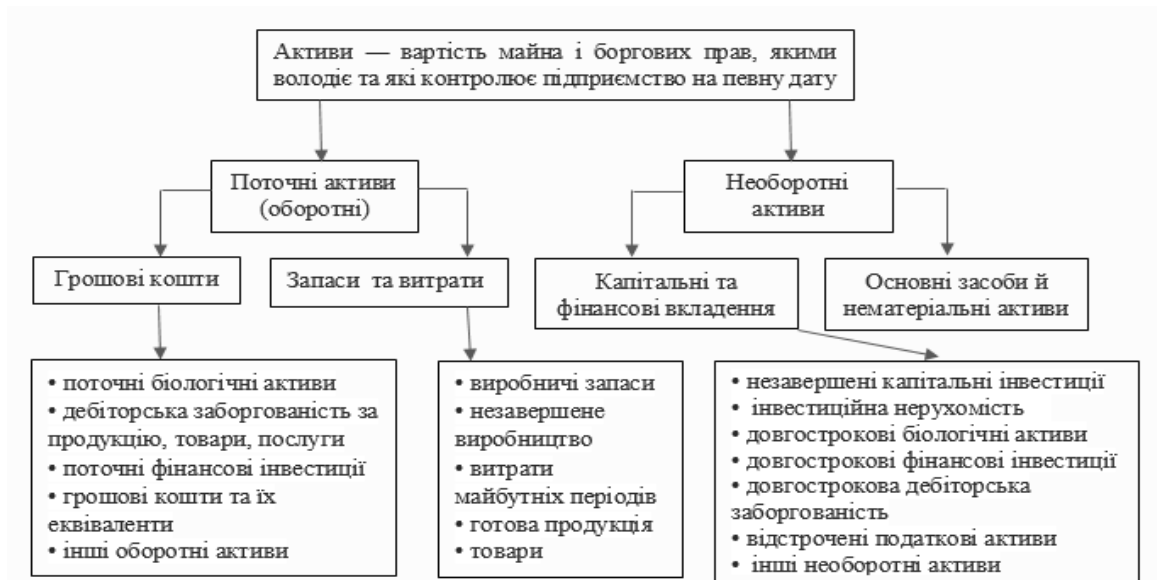 Активи — вартість майна і боргових прав, якими
володіє та які контролює підприємство на певну дату
Поточні активи
(оборотні)
Необоротні
активи
Грошові кошти
Запаси та витрати
Капітальні та
фінансові вкладення
Основні засоби й
нематеріальні активи
• поточні біологічні активи
• дебіторська заборгованість за
продукцію, товари, послуги
• поточні фінансові інвестиції
• грошові кошти та їх
еквіваленти
• інші оборотні активи
• виробничі запаси
• незавершене
виробництво
• витрати
майбутніх періодів
• готова продукція
• товари
• незавершені капітальні інвестиції
• інвестиційна нерухомість
• довгострокові біологічні активи
• довгострокові фінансові інвестиції
• довгострокова дебіторська
заборгованість
• відстрочені податкові активи
• інші необоротні активи